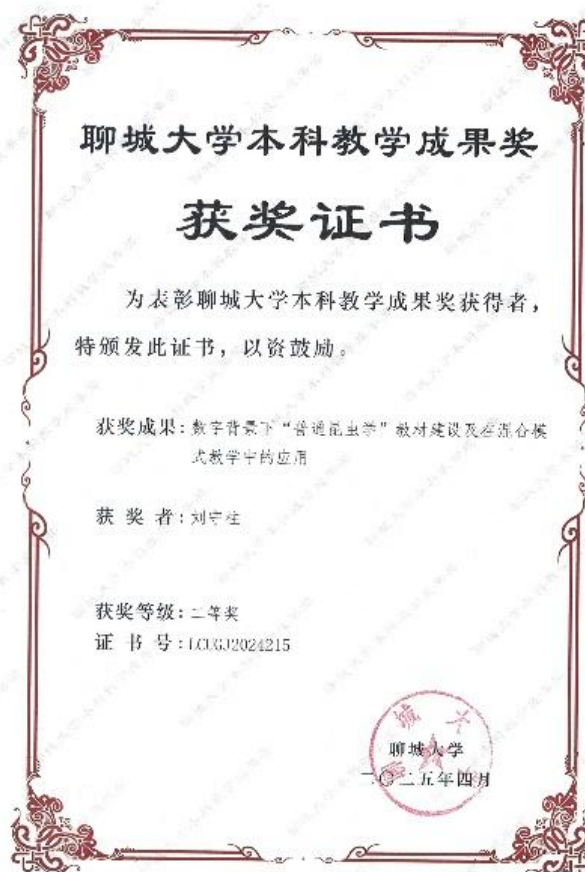 聊城大学本科教学成果奖
获奖证书
为表彰聊城大学本科教学成果奖获得者，
特颁发此证书，以资鼓励。
获奖成果：数字背景下“普通昆虫学”教材建设及在混合模
式教学中的应用
获 奖 者：刘守柱
获奖等级：二等奖
证 书 号：LCUGJ2024215
聊城大学
二〇二五年四月